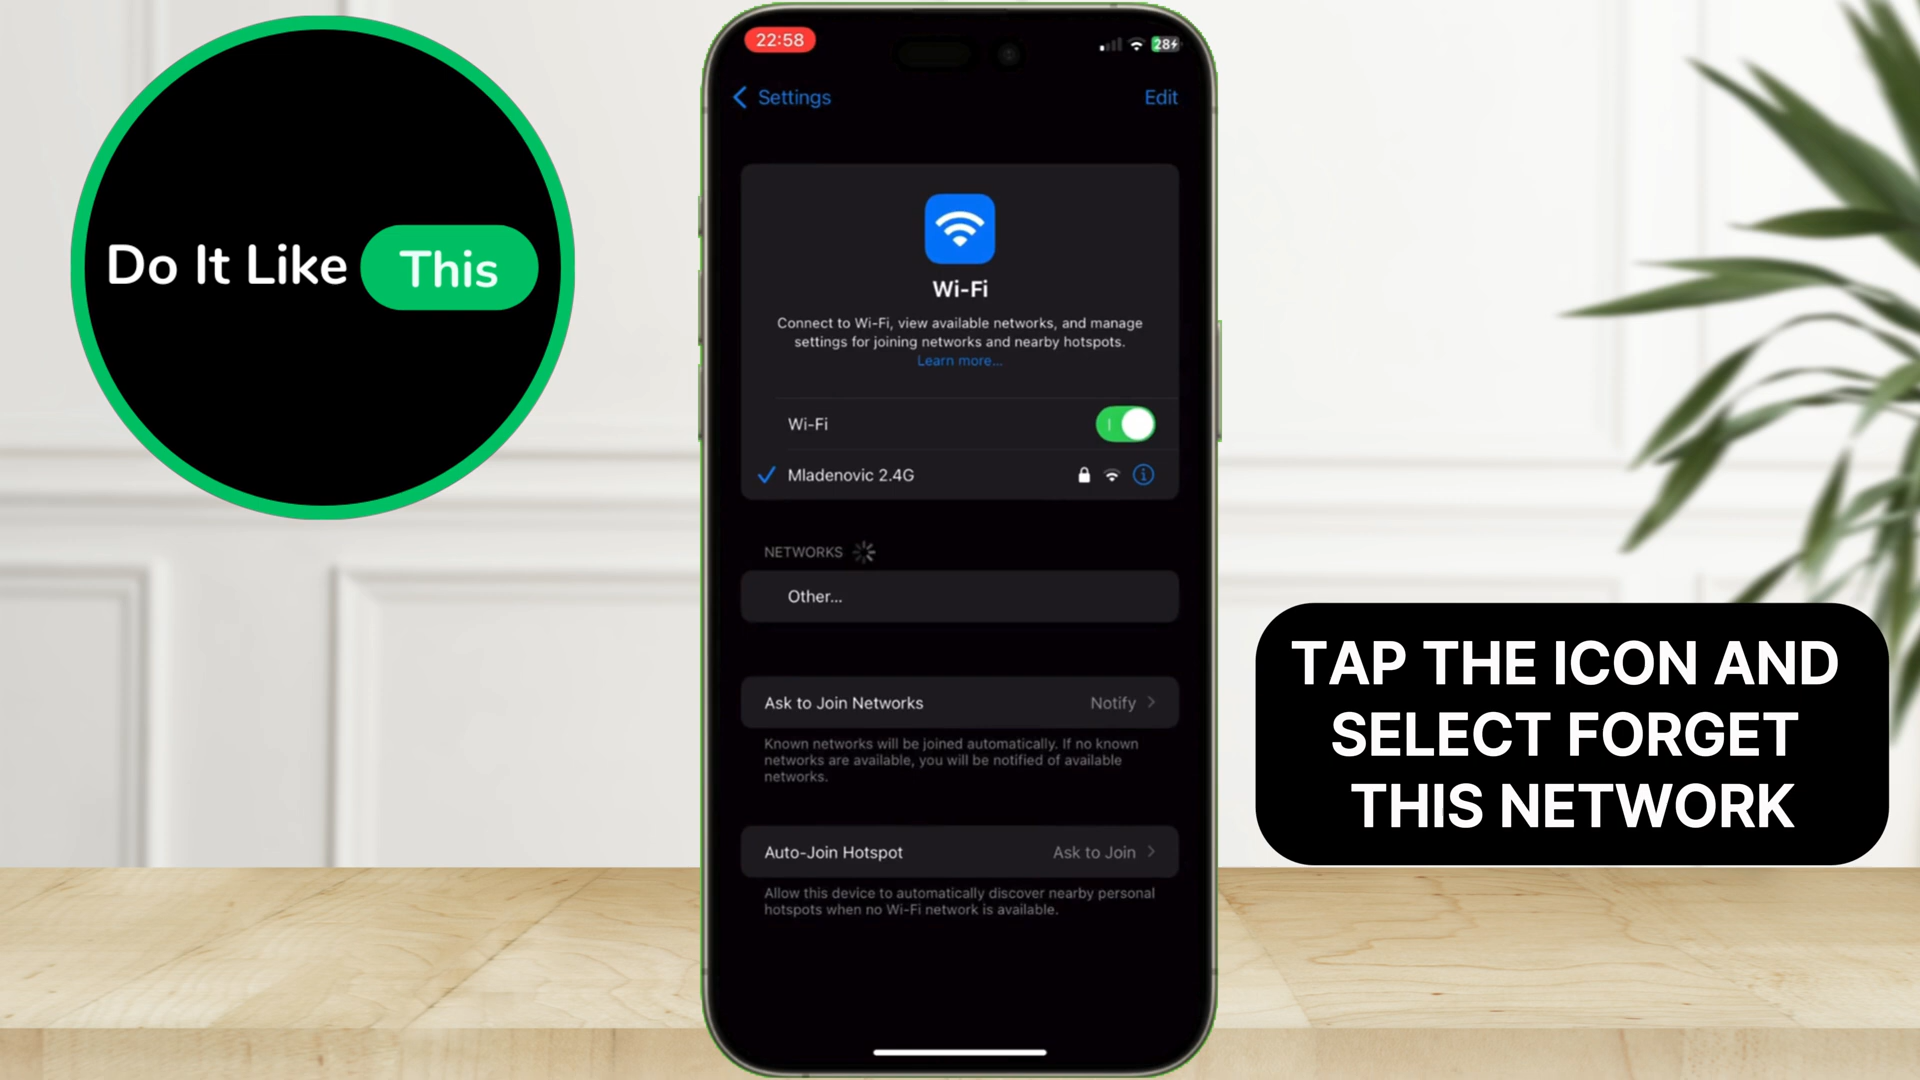 Do It Like This
22:58
28
Settings
Edit
Wi-Fi
Connect to Wi-Fi, view available networks, and manage
settings for joining networks and nearby hotspots.
Learn more...
Wi-Fi
Mladenovic 2.4G
NETWORKS
Other...
Ask to Join Networks
Notify
Known networks will be joined automatically. If no known
networks are available, you will be notified of available
networks.
Auto-Join Hotspot
Ask to Join
Allow this device to automatically discover nearby personal
hotspots when no Wi-Fi network is available.
TAP THE ICON AND
SELECT FORGET
THIS NETWORK